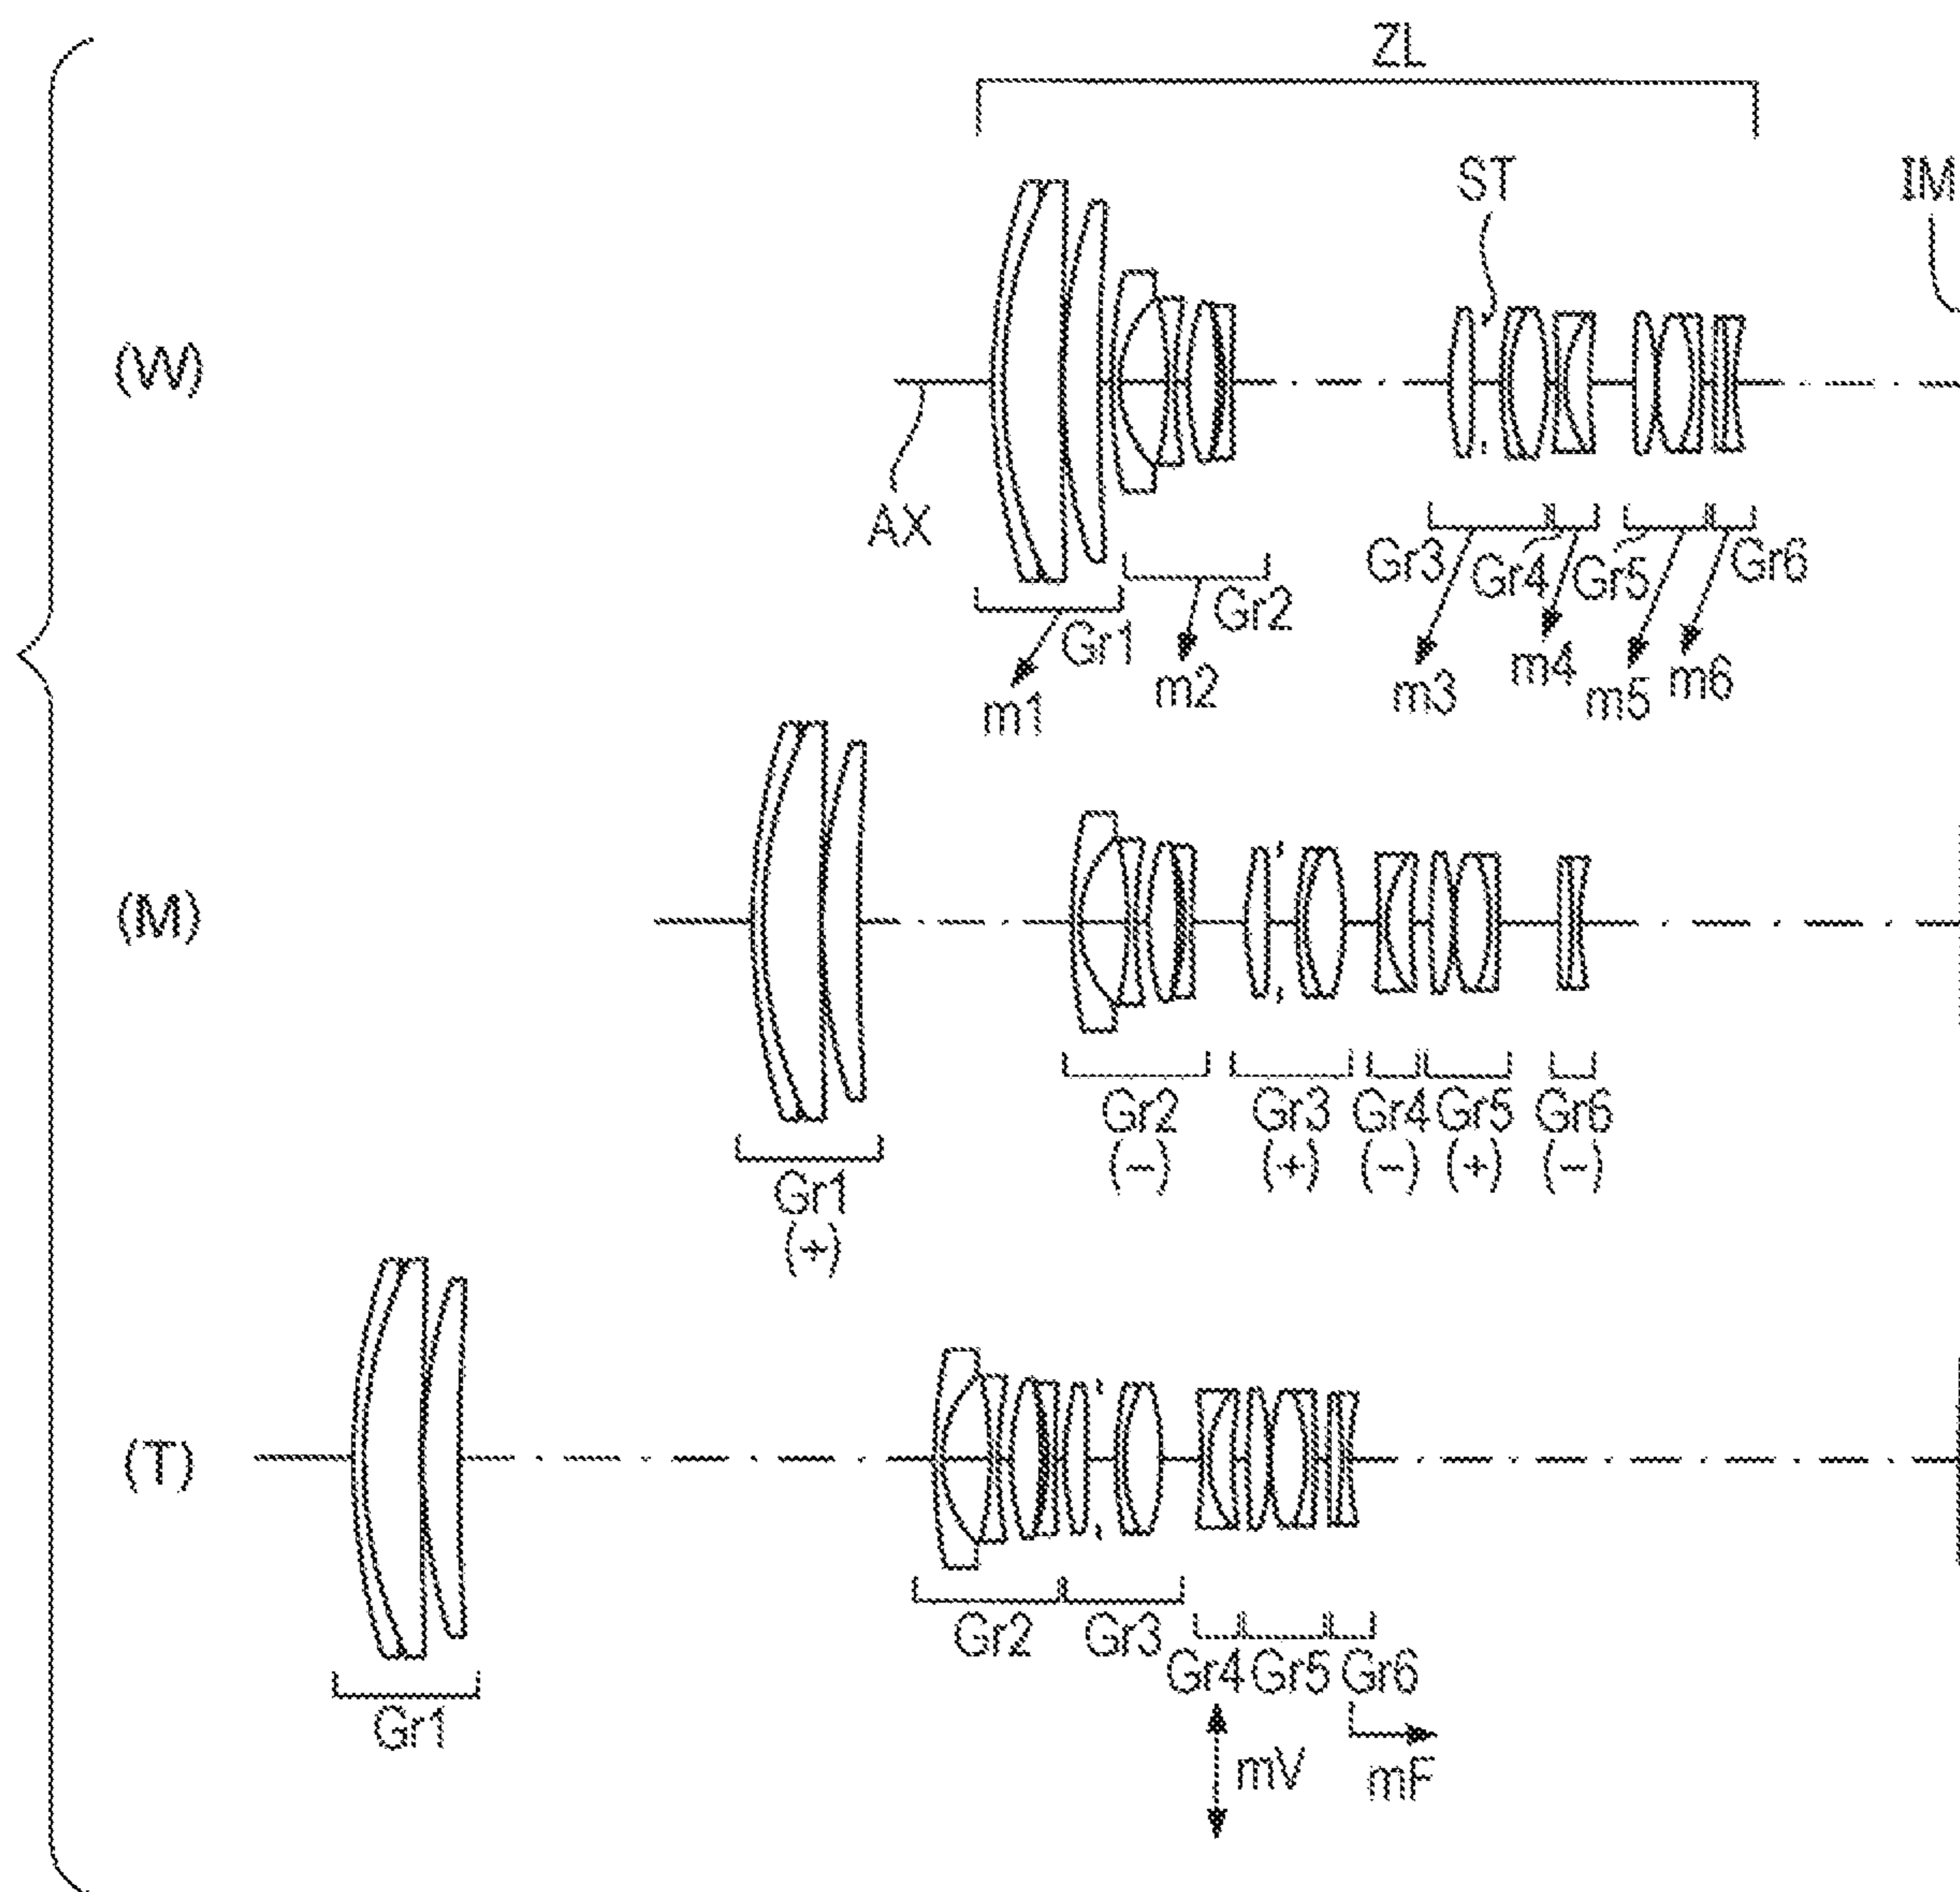 ZL
ST
IM
(W)
AX
Gr3
Gr4
Gr5
Gr6
Gr2
Gr1
m1
m2
m3
m4
m5
m6
(M)
Gr2
Gr3
Gr4
Gr5
Gr6
(−)
(+)
(−)
(+)
(−)
Gr1
(+)
(T)
Gr2
Gr3
Gr4
Gr5
Gr6
Gr1
mV
mF